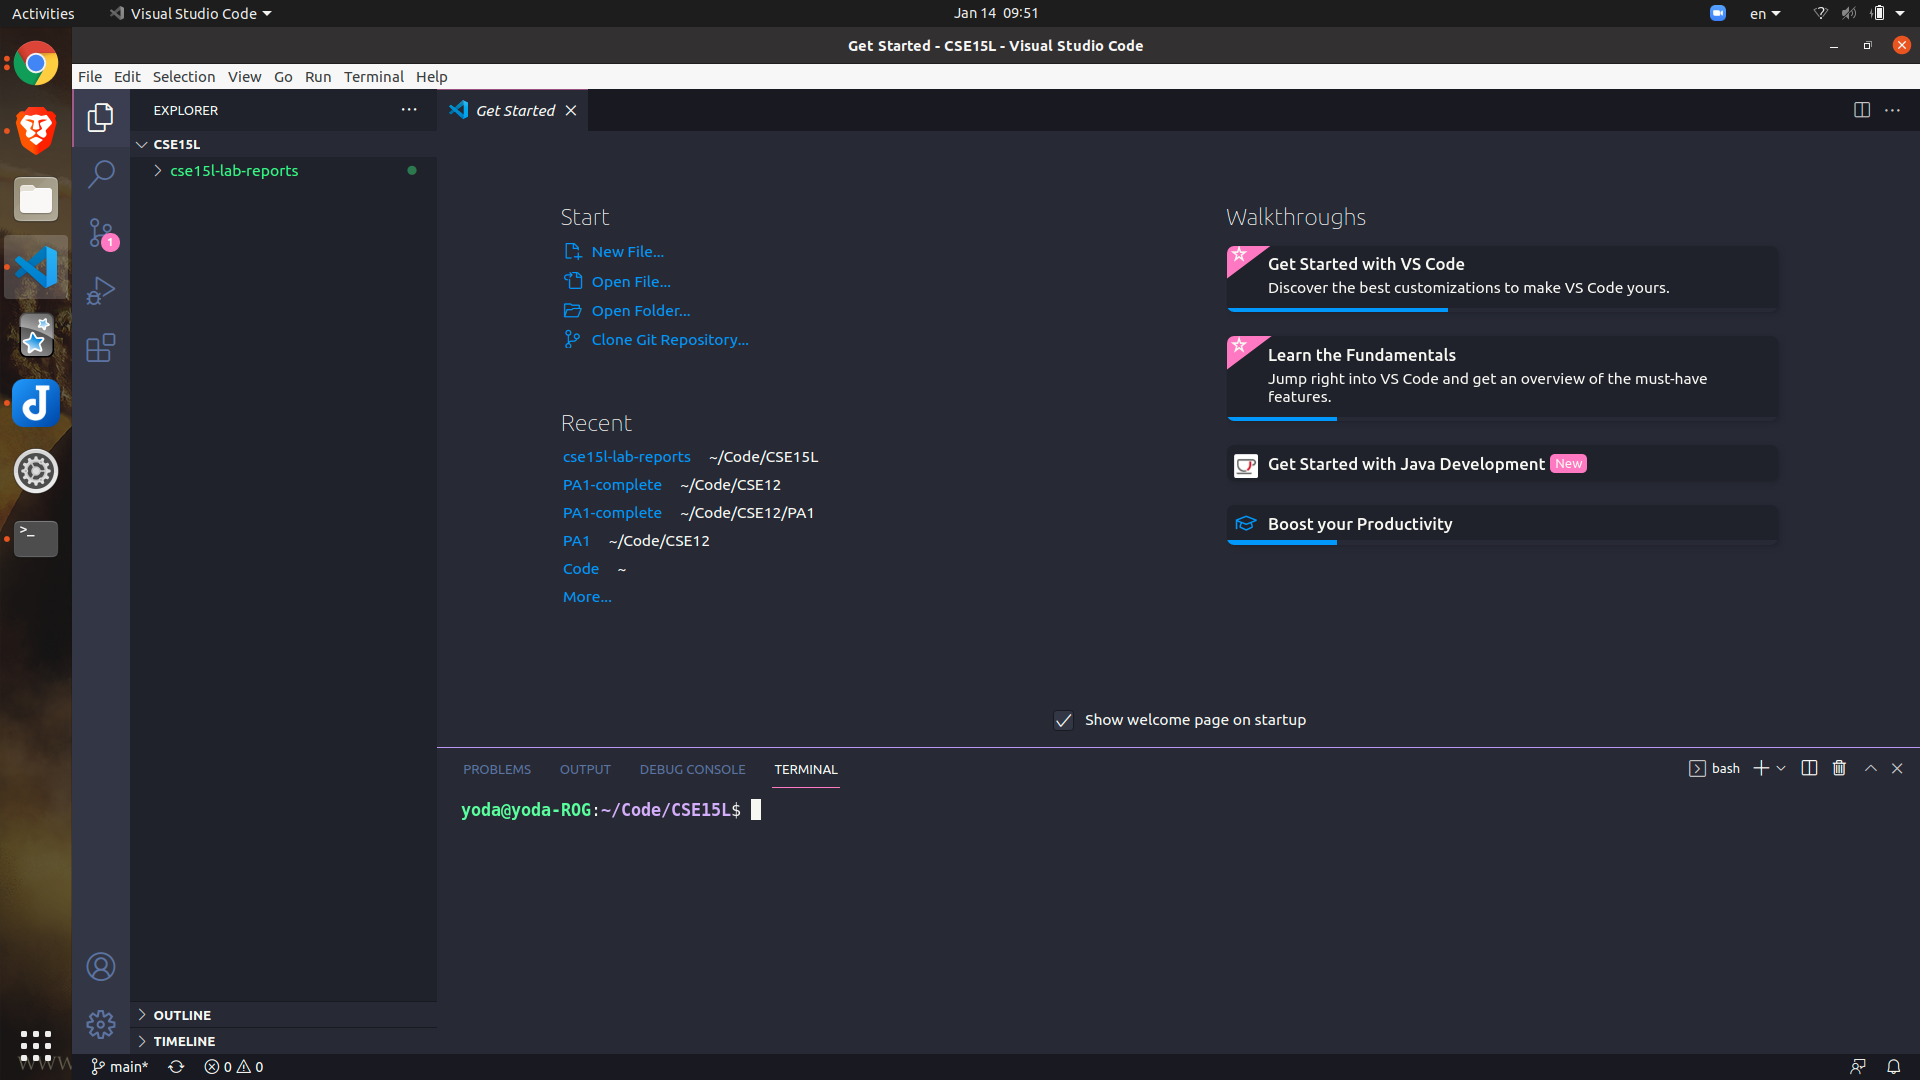 Activities
Visual Studio Code
Jan 14 09:51
en
Get Started - CSE15L - Visual Studio Code
File Edit Selection View Go Run Terminal Help
EXPLORER
Get Started
CSE15L
cse15l-lab-reports
1
Start
New File...
Open File...
Open Folder...
Clone Git Repository...
Recent
cse15l-lab-reports ~/Code/CSE15L
PA1-complete ~/Code/CSE12
PA1-complete ~/Code/CSE12/PA1
PA1 ~/Code/CSE12
Code ~
More...
Walkthroughs
Get Started with VS Code
Discover the best customizations to make VS Code yours.
Learn the Fundamentals
Jump right into VS Code and get an overview of the must-have
features.
Get Started with Java Development New
Boost your Productivity
Show welcome page on startup
PROBLEMS OUTPUT DEBUG CONSOLE TERMINAL
bash
yoda@yoda-ROG:~/Code/CSE15L$
OUTLINE
TIMELINE
www
main* 0 0